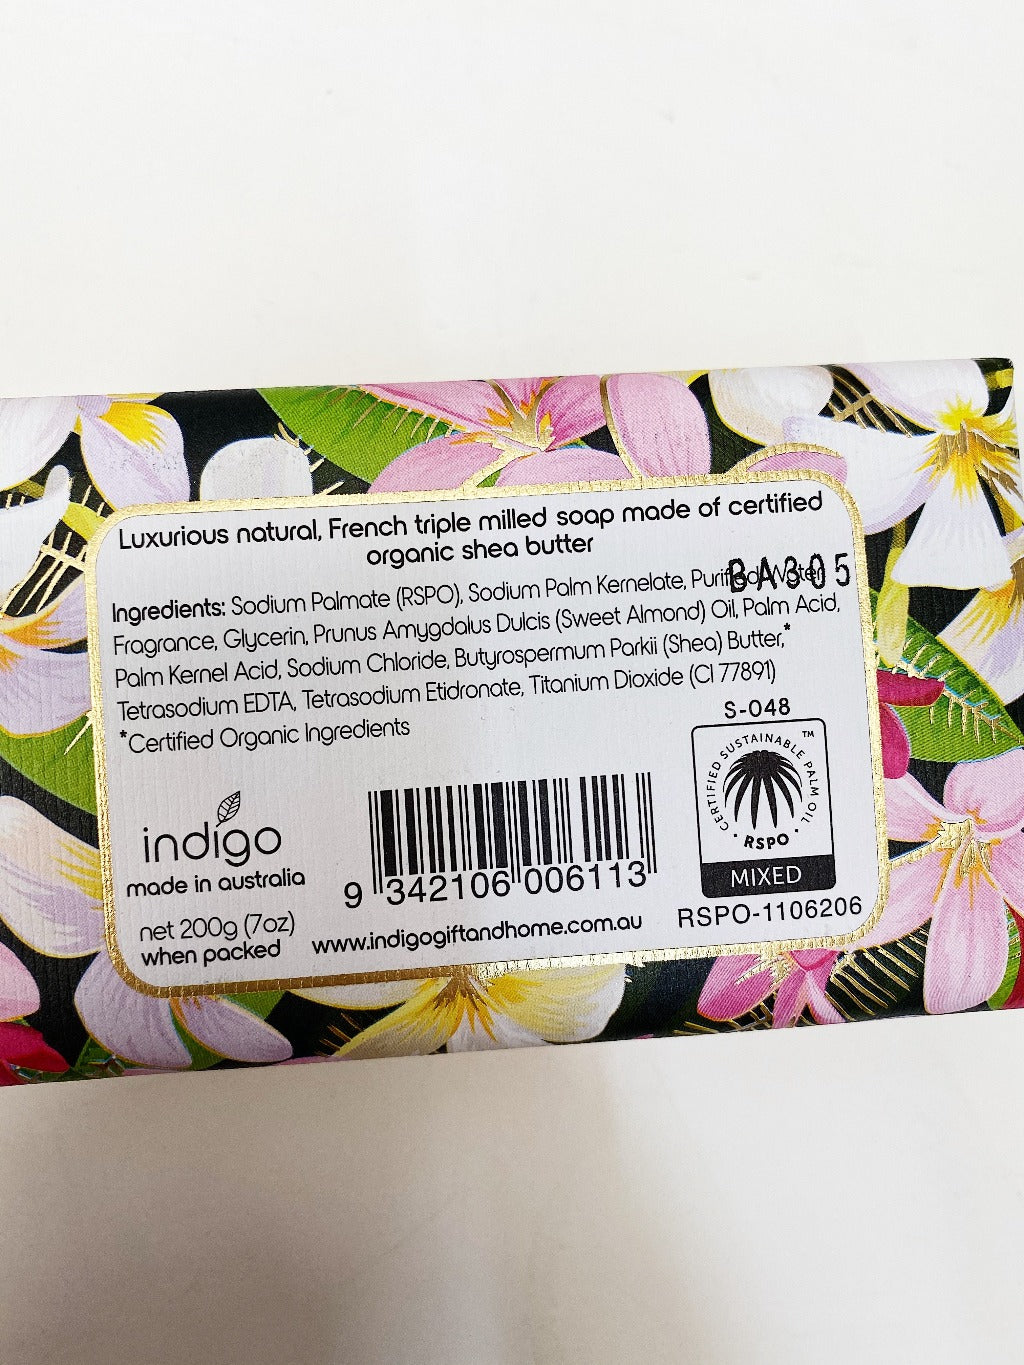 Luxurious natural, French triple milled soap made of certified
organic shea butter
Ingredients: Sodium Palmate (RSPO), Sodium Palm Kernelate, Purified Water,
BA305
Fragrance, Glycerin, Prunus Amygdalus Dulcis (Sweet Almond) Oil, Palm Acid,
Palm Kernel Acid, Sodium Chloride, Butyrospermum Parkii (Shea) Butter,*
Tetrasodium EDTA, Tetrasodium Etidronate, Titanium Dioxide (CI 77891)
*Certified Organic Ingredients
S-048
CERTIFIED SUSTAINABLE PALM OIL TM
RSPO
MIXED
RSPO-1106206
indigo
made in australia
net 200g (7oz)
when packed
9 342106 006113
www.indigogiftandhome.com.au